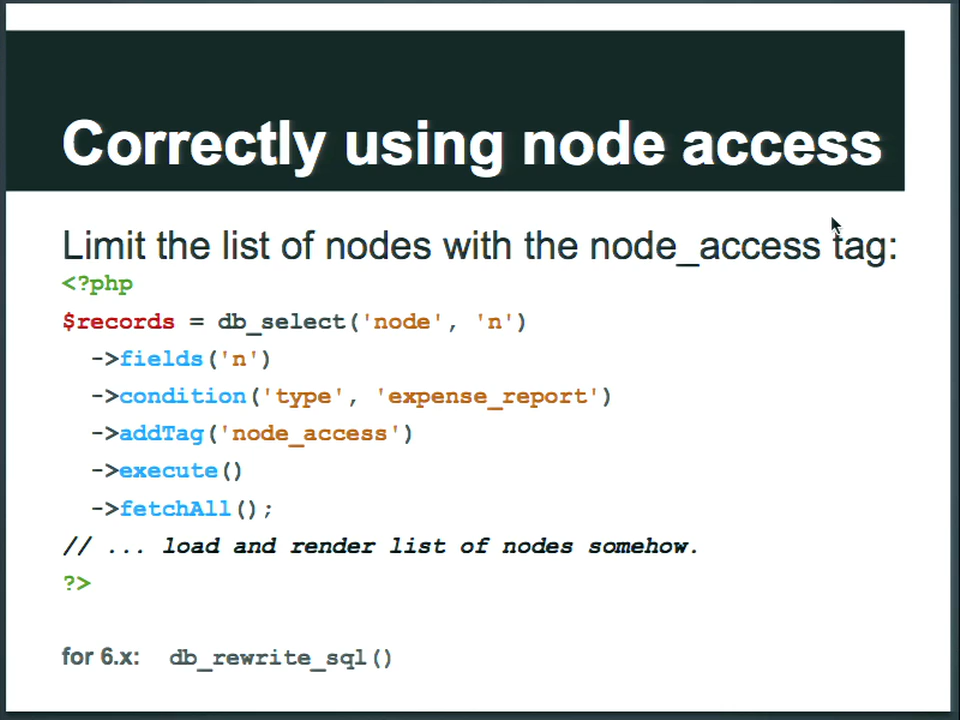 Correctly using node access
Limit the list of nodes with the node_access tag:
<?php
$records = db_select('node', 'n')
  ->fields('n')
  ->condition('type', 'expense_report')
  ->addTag('node_access')
  ->execute()
  ->fetchAll();
// ... load and render list of nodes somehow.
?>
for 6.x: db_rewrite_sql()